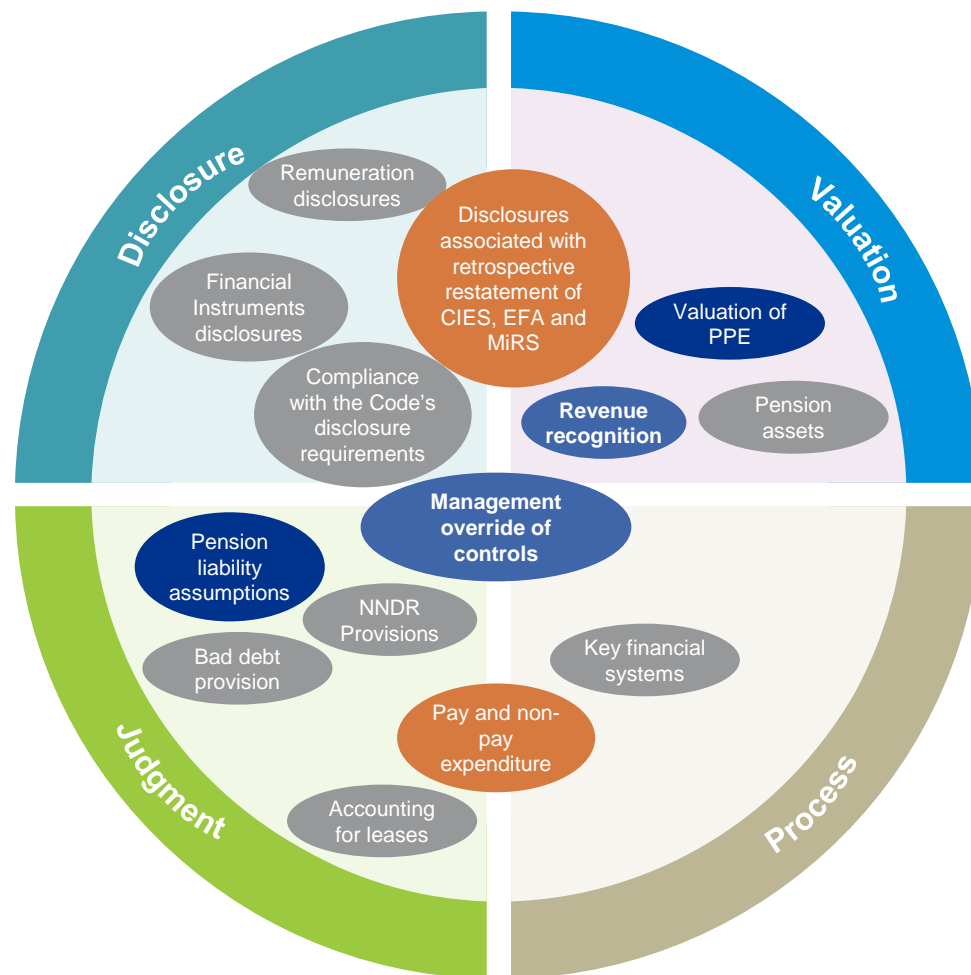 Disclosure
Valuation
Remuneration
disclosures
Disclosures
associated with
retrospective
restatement of
CIES, EFA and
MiRS
Financial
Instruments
disclosures
Valuation of
PPE
Compliance
with the Code’s
disclosure
requirements
Revenue
recognition
Pension
assets
Management
override of
controls
Pension
liability
assumptions
NNDR
Provisions
Bad debt
provision
Key financial
systems
Pay and non-
pay
expenditure
Accounting
for leases
Judgment
Process